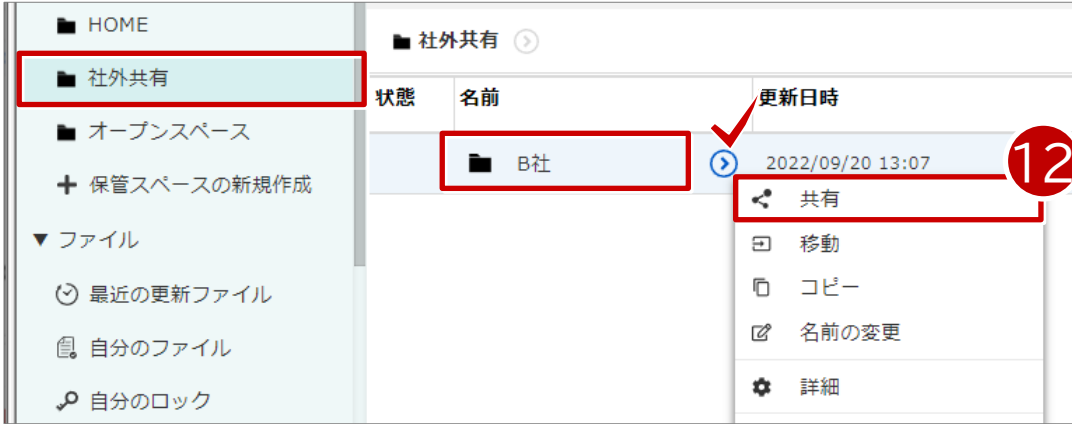 HOME
社外共有
オープンスペース
保管スペースの新規作成
▼ ファイル
最近の更新ファイル
自分のファイル
自分のロック
社外共有
状態 名前 更新日時
B社 2022/09/20 13:07
12
共有
移動
コピー
名前の変更
詳細